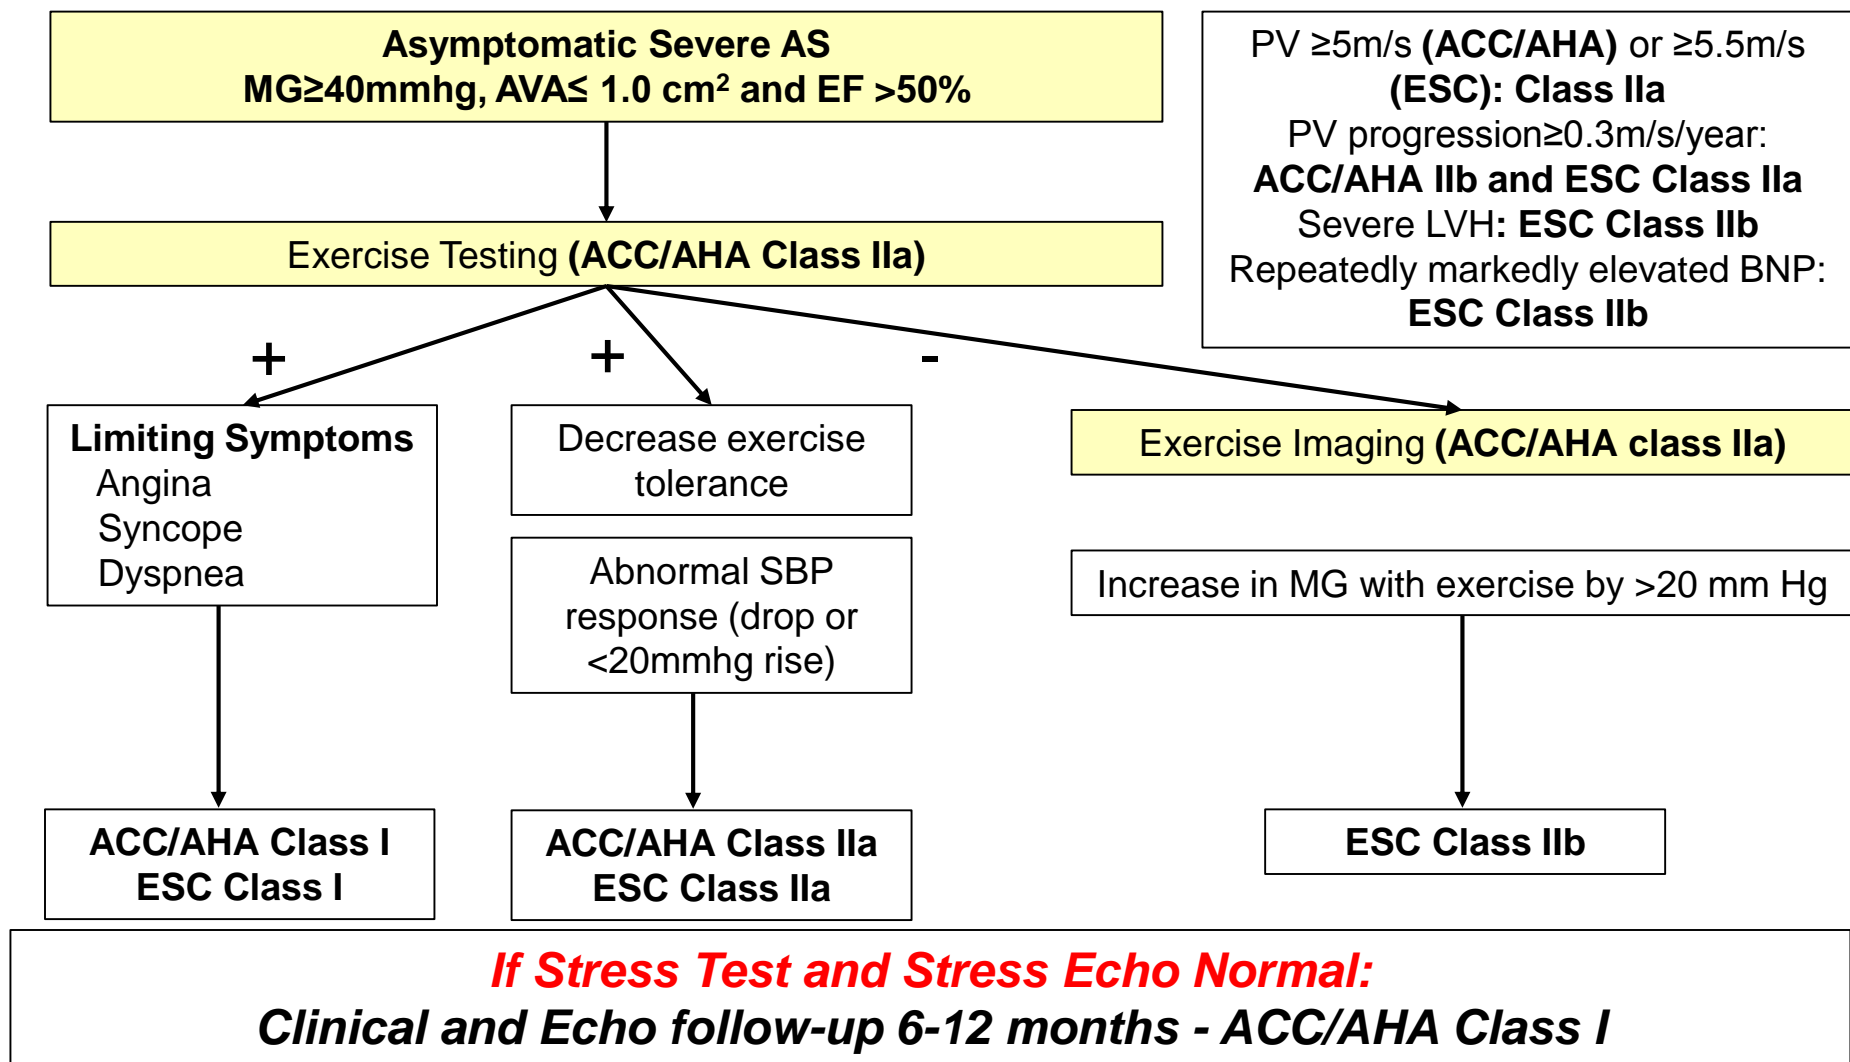 Asymptomatic Severe AS
MG≥40mmhg, AVA≤ 1.0 cm² and EF >50%
PV ≥5m/s (ACC/AHA) or ≥5.5m/s
(ESC): Class IIa
PV progression≥0.3m/s/year:
ACC/AHA IIb and ESC Class IIa
Severe LVH: ESC Class IIb
Repeatedly markedly elevated BNP:
ESC Class IIb
Exercise Testing (ACC/AHA Class IIa)
+
+
-
Limiting Symptoms
Angina
Syncope
Dyspnea
Decrease exercise
tolerance
Abnormal SBP
response (drop or
<20mmhg rise)
Exercise Imaging (ACC/AHA class IIa)
Increase in MG with exercise by >20 mm Hg
ACC/AHA Class I
ESC Class I
ACC/AHA Class IIa
ESC Class IIa
ESC Class IIb
If Stress Test and Stress Echo Normal:
Clinical and Echo follow-up 6-12 months - ACC/AHA Class I